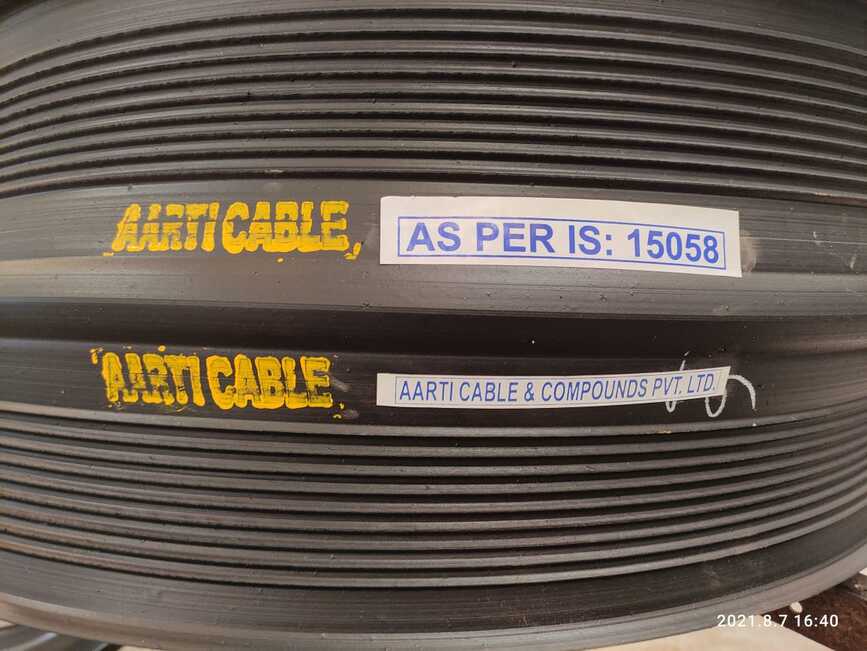 AARTI CABLE
AS PER IS: 15058
AARTI CABLE
AARTI CABLE & COMPOUNDS PVT. LTD.
2021.8.7 16:40